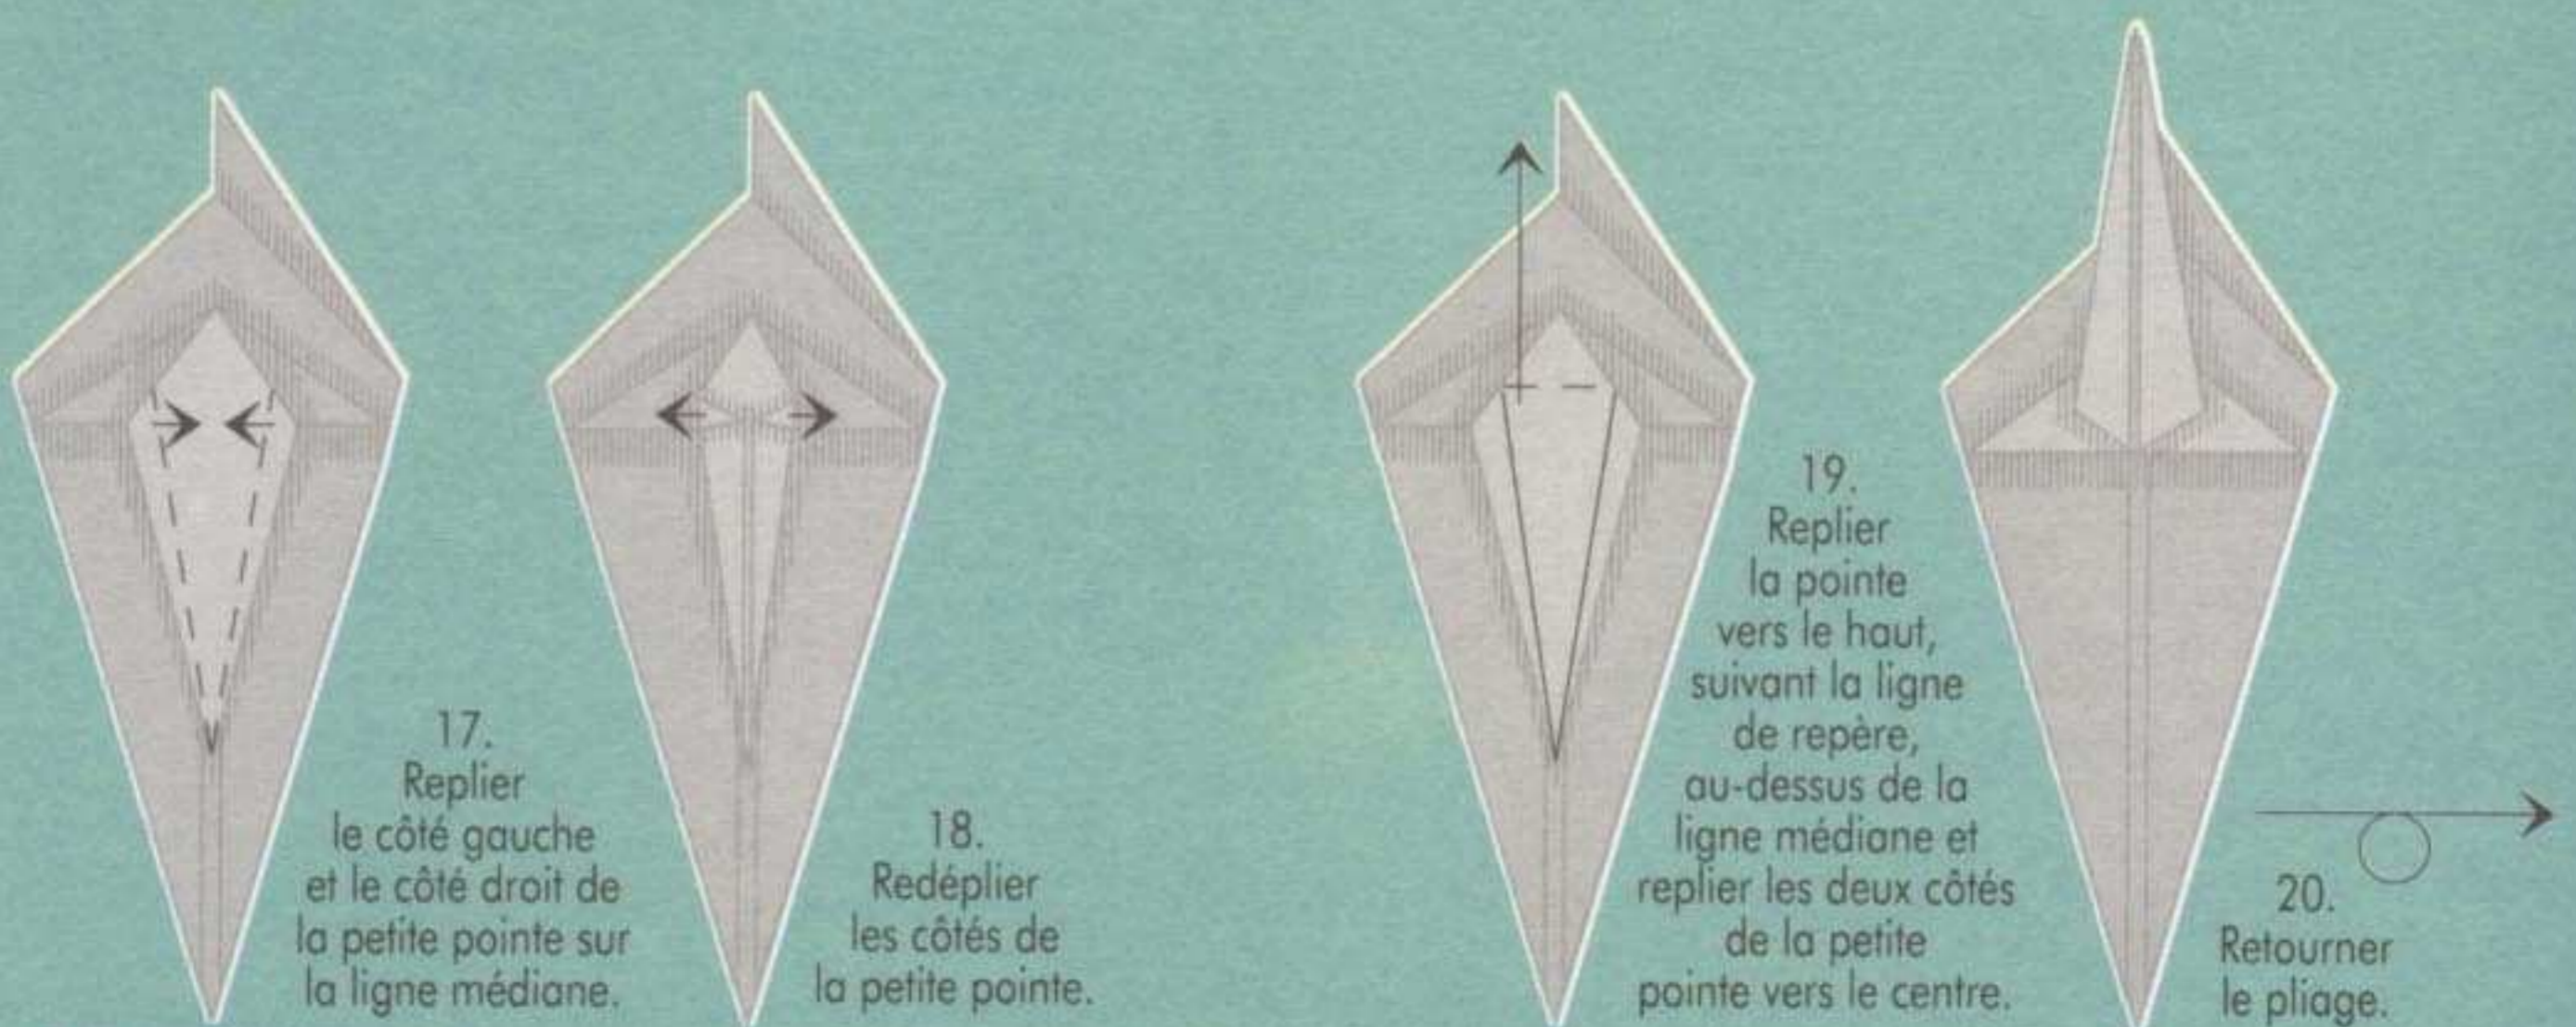 17.
Replier
le côté gauche
et le côté droit de
la petite pointe sur
la ligne médiane.
18.
Redéplier
les côtés de
la petite pointe.
19.
Replier
la pointe
vers le haut,
suivant la ligne
de repère,
au-dessus de la
ligne médiane et
replier les deux côtés
de la petite
pointe vers le centre.
20.
Retourner
le pliage.